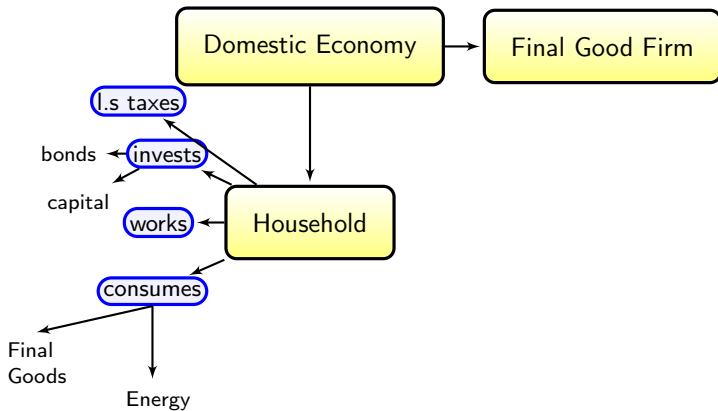 Domestic Economy
Final Good Firm
l.s taxes
bonds
invests
capital
works
Household
consumes
Final
Goods
Energy